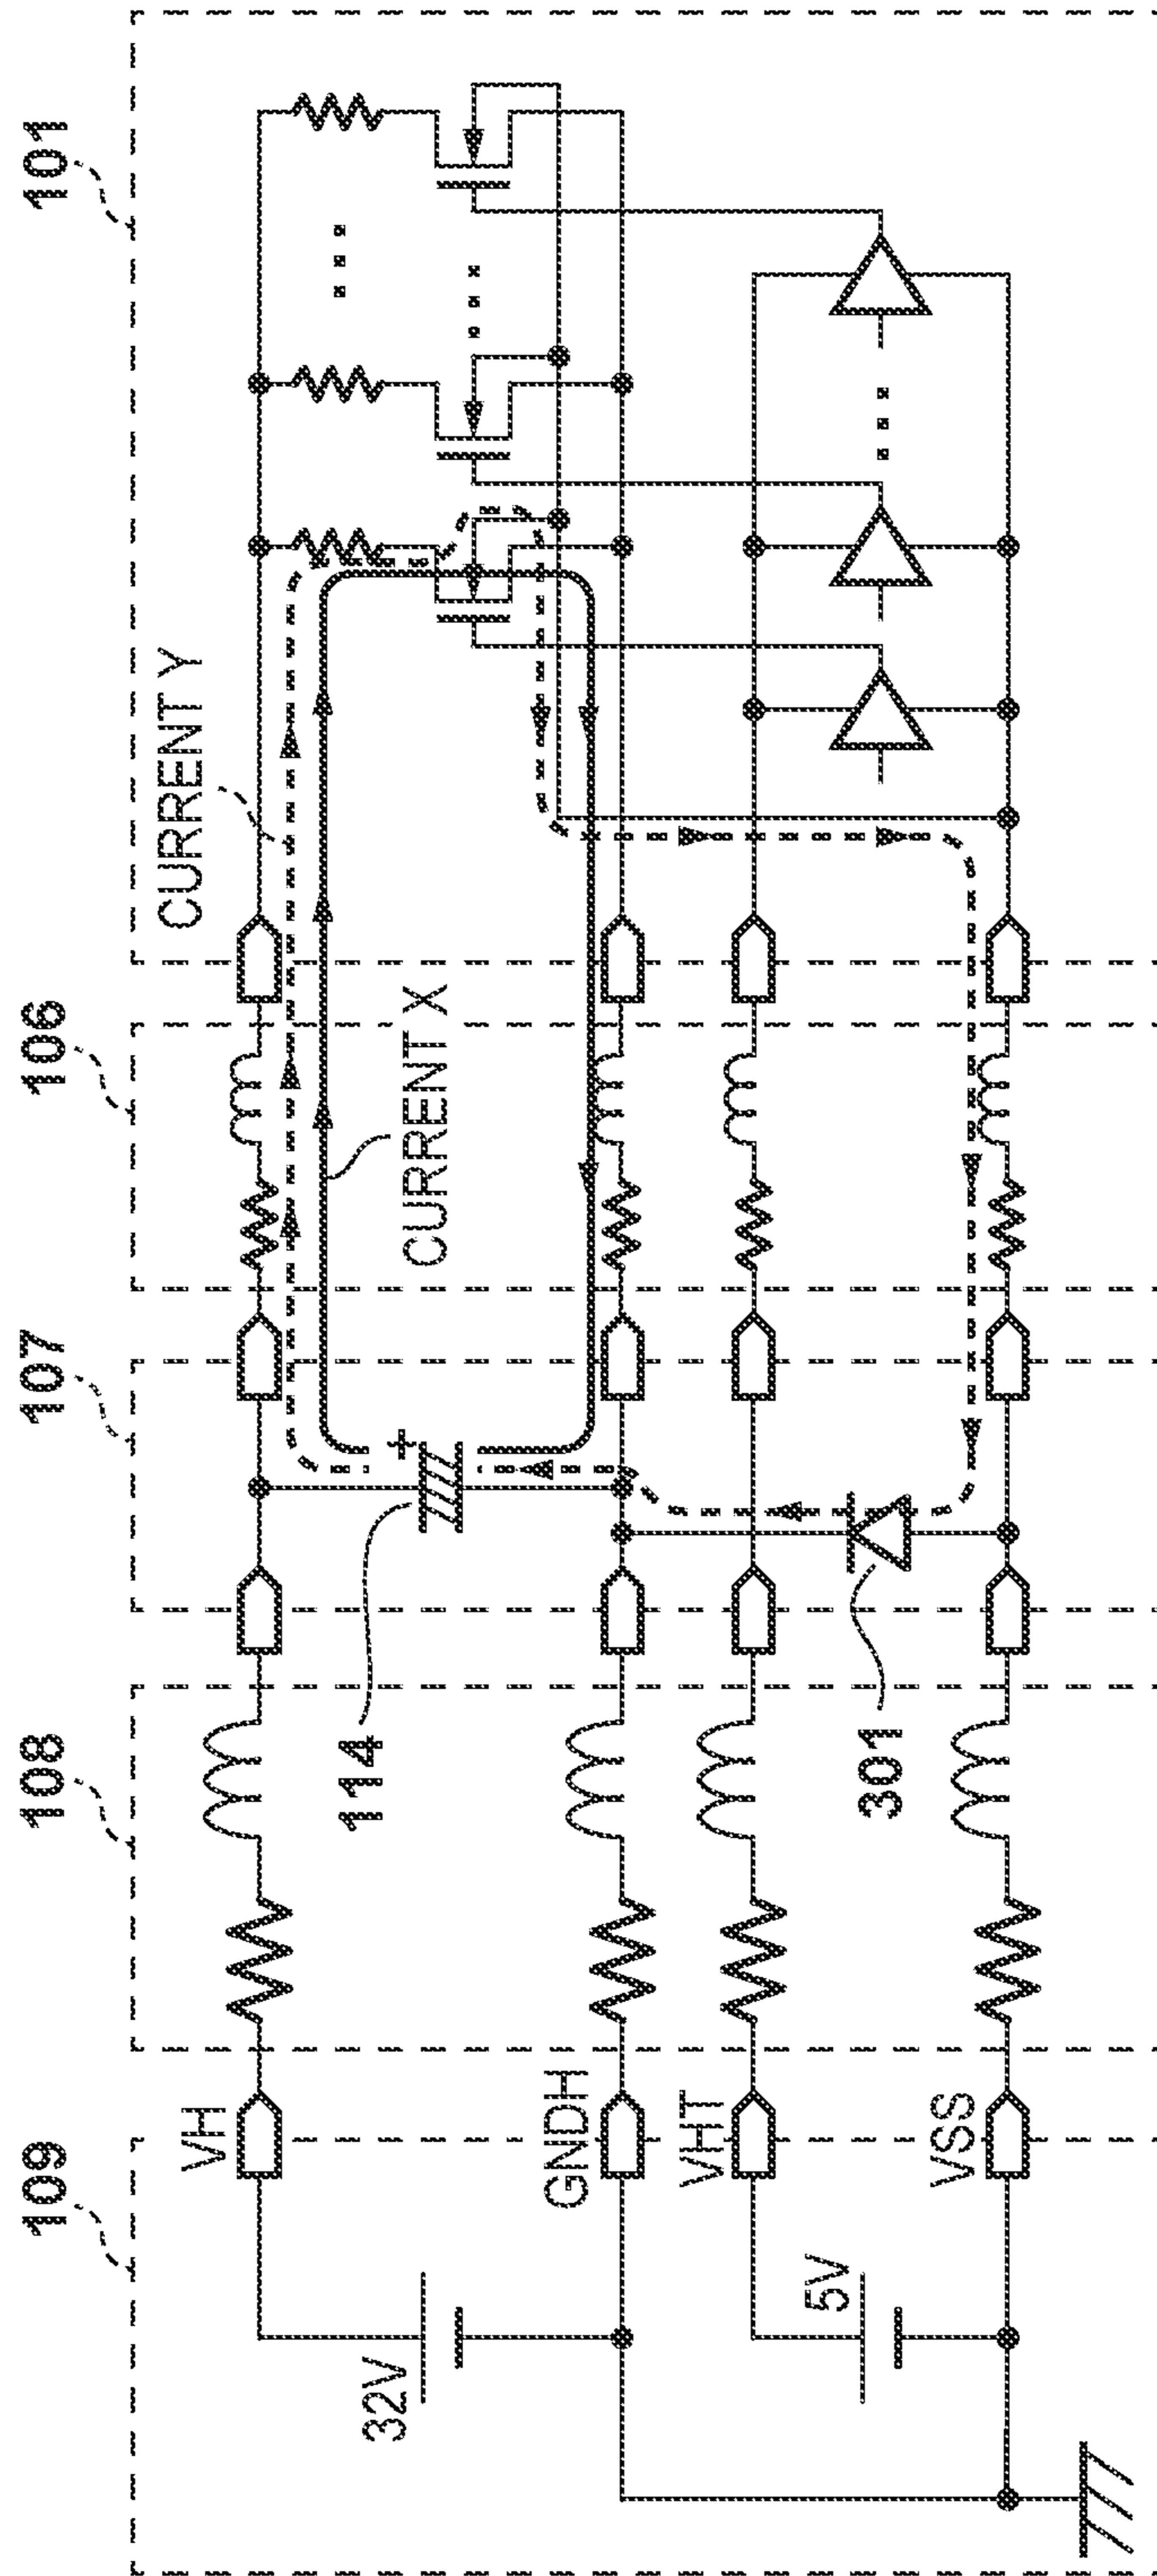 109
108
107
106
101
VH
32V
GNDH
VHT
5V
VSS
114
301
CURRENT X
CURRENT Y